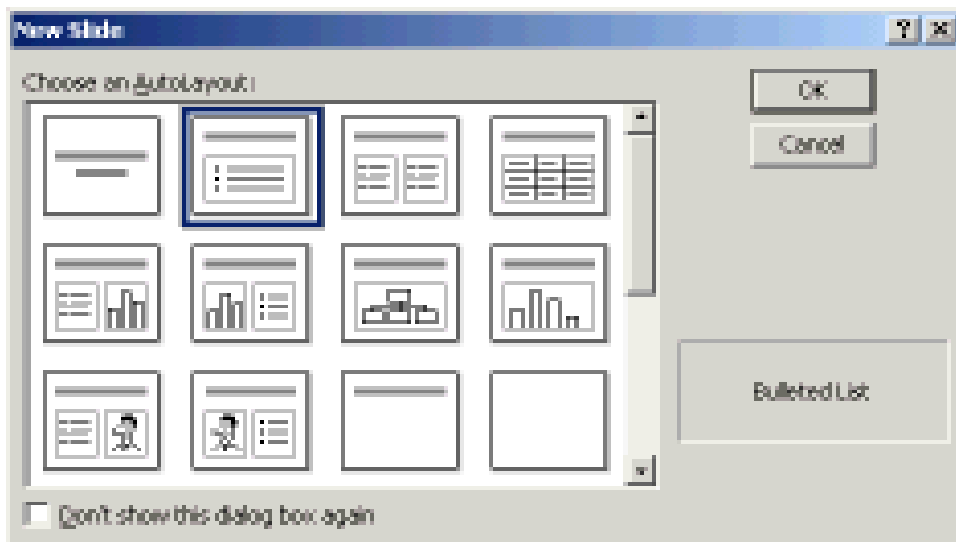 New Slide
Choose an AutoLayout:
OK
Cancel
Bulleted List
Don't show this dialog box again